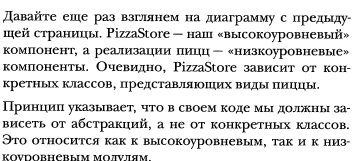 Давайте еще раз взглянем на диаграмму с предыду-
щей страницы. PizzaStore — наш «высокоуровневый»
компонент, а реализации пицц — «низкоуровневые»
компоненты. Очевидно, PizzaStore зависит от кон-
кретных классов, представляющих виды пиццы.
Принцип указывает, что в своем коде мы должны за-
висеть от абстракций, а не от конкретных классов.
Это относится как к высокоуровневым, так и к низ-
коуровневым модулям.